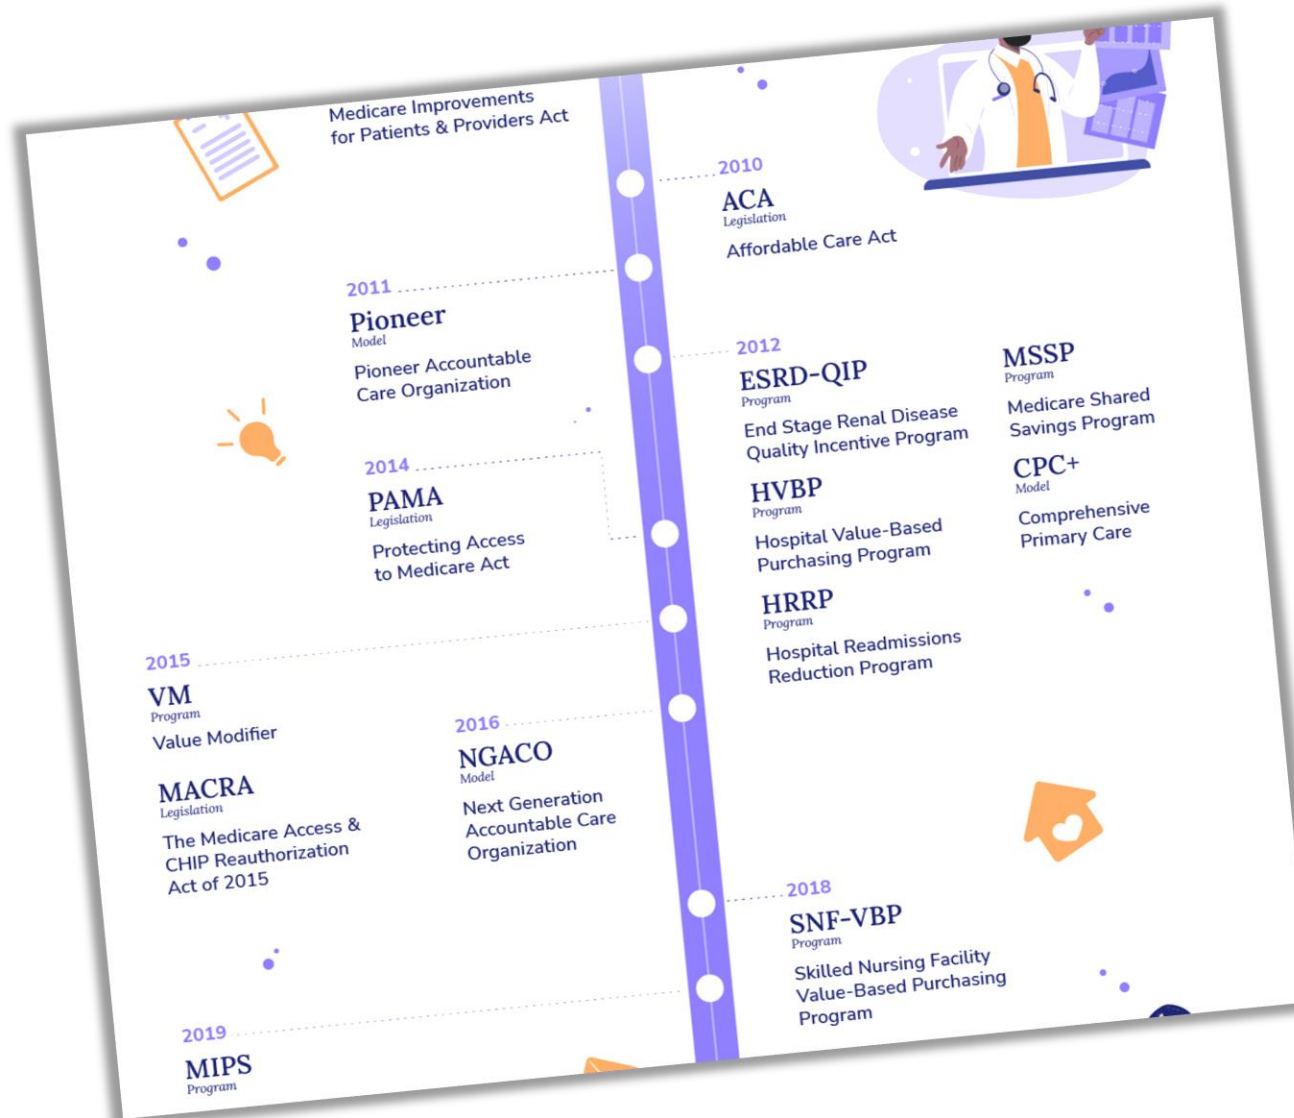 Medicare Improvements
for Patients & Providers Act
2010
ACA
Legislation
Affordable Care Act
2011
Pioneer
Model
Pioneer Accountable
Care Organization
2012
ESRD-QIP
Program
End Stage Renal Disease
Quality Incentive Program
HVBP
Program
Hospital Value-Based
Purchasing Program
HRRP
Program
Hospital Readmissions
Reduction Program
MSSP
Program
Medicare Shared
Savings Program
CPC+
Model
Comprehensive
Primary Care
2014
PAMA
Legislation
Protecting Access
to Medicare Act
2015
VM
Program
Value Modifier
MACRA
Legislation
The Medicare Access &
CHIP Reauthorization
Act of 2015
2016
NGACO
Model
Next Generation
Accountable Care
Organization
2018
SNF-VBP
Program
Skilled Nursing Facility
Value-Based Purchasing
Program
2019
MIPS
Program